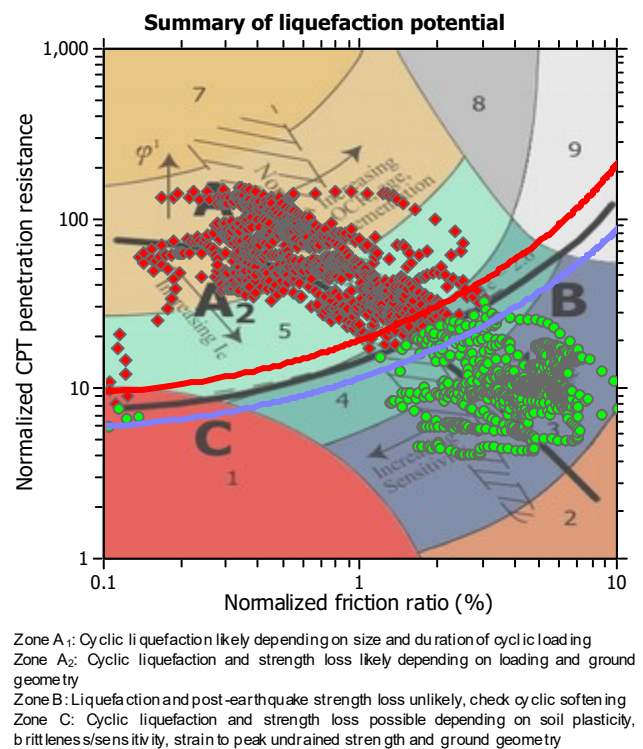 Summary of liquefaction potential
1,000
100
10
1
0.1
1
10
Normalized CPT penetration resistance
Normalized friction ratio (%)
7
8
9
φ'
Increasing
A
A2
Increasing Ic
5
B
4
C
3
Increasing
Sensitivity
1
2
Zone A1: Cyclic liquefaction likely depending on size and duration of cyclic loading
Zone A2: Cyclic liquefaction and strength loss likely depending on loading and ground
geometry
Zone B: Liquefaction and post-earthquake strength loss unlikely, check cyclic softening
Zone C: Cyclic liquefaction and strength loss possible depending on soil plasticity,
brittleness/sensitivity, strain to peak undrained strength and ground geometry